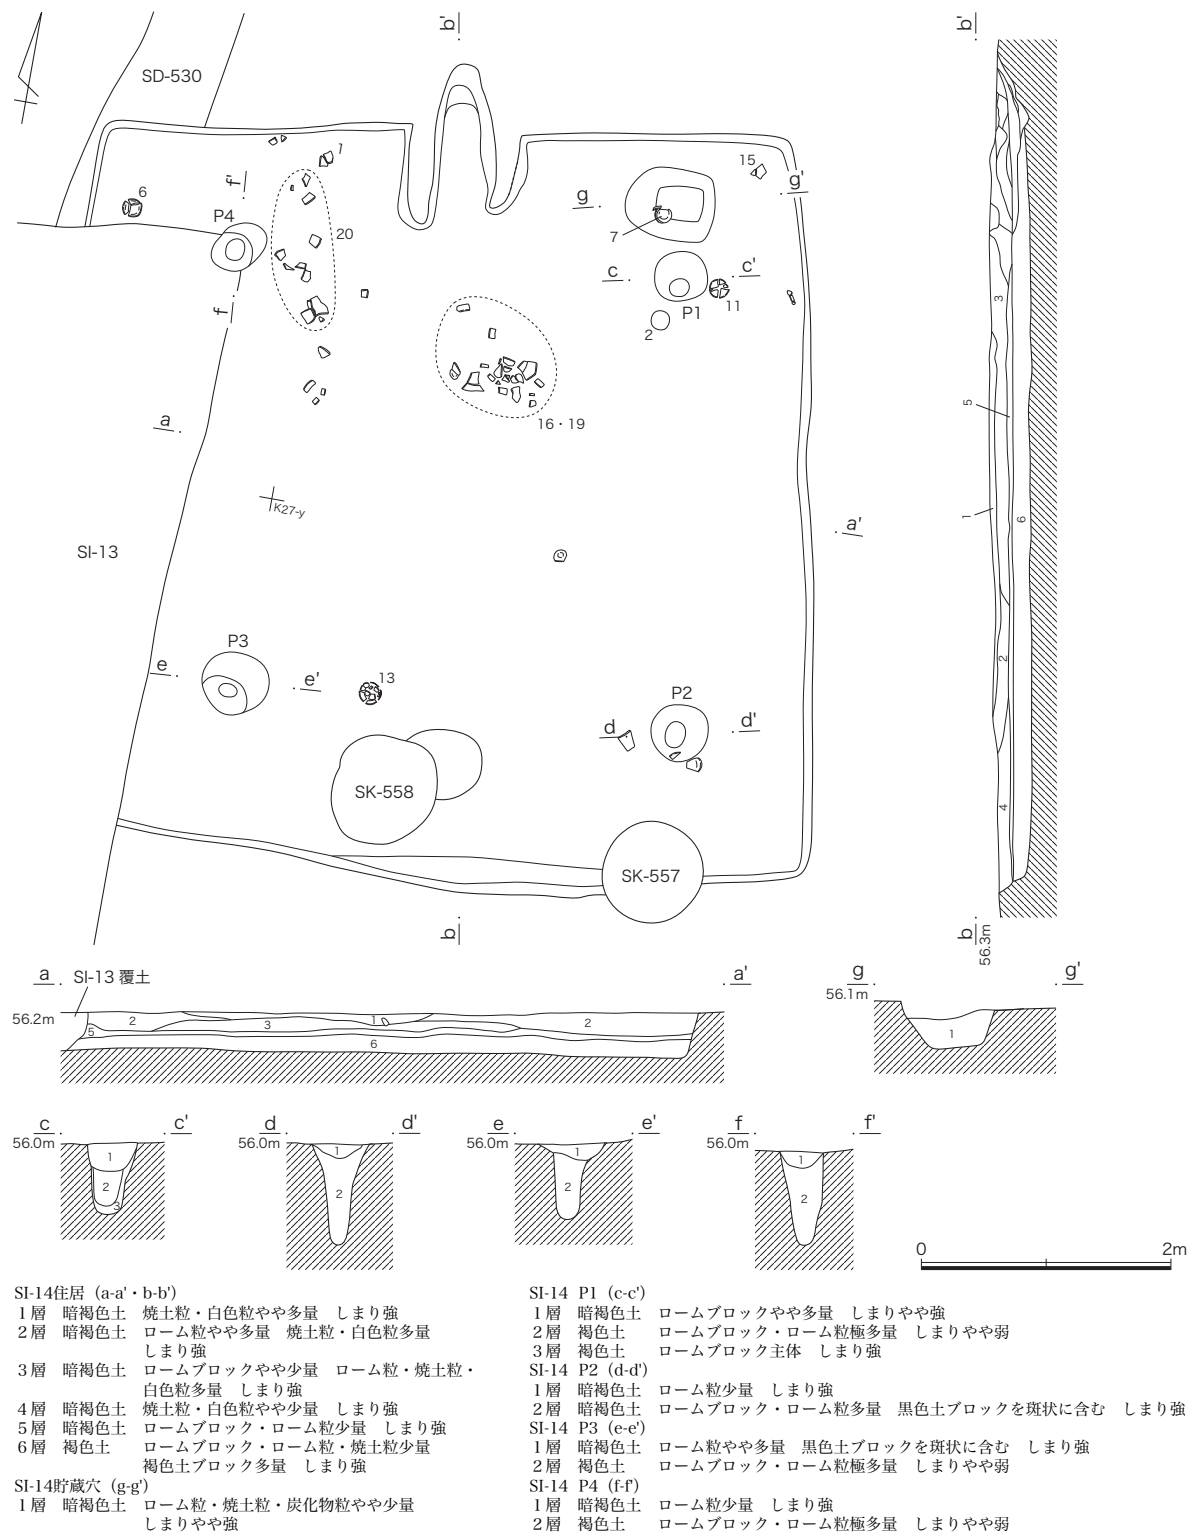 b'
b'
SD-530
1
15
f'
6
g
g'
P4
20
7
c
c'
P1
11
2
f
3
a
16・19
5
K27-y
1
6
a'
SI-13
P3
e
e'
13
2
P2
d
d'
SK-558
4
SK-557
b
b
56.3m
a
SI-13 覆土
a'
g
g'
56.1m
56.2m
2
3
1
2
5
6
1
c
c'
d
d'
e
e'
f
f'
56.0m
56.0m
56.0m
56.0m
1
2
3
1
2
1
2
1
2
0
2m
SI-14住居（a-a'・b-b'）
1層　暗褐色土　焼土粒・白色粒やや多量　しまり強
2層　暗褐色土　ローム粒やや多量　焼土粒・白色粒多量
しまり強
3層　暗褐色土　ロームブロックやや少量　ローム粒・焼土粒・
白色粒多量　しまり強
4層　暗褐色土　焼土粒・白色粒やや少量　しまり強
5層　暗褐色土　ロームブロック・ローム粒少量　しまり強
6層　褐色土　ロームブロック・ローム粒・焼土粒少量
褐色土ブロック多量　しまり強
SI-14貯蔵穴（g-g'）
1層　暗褐色土　ローム粒・焼土粒・炭化物粒やや少量
しまりやや強
SI-14 P1（c-c'）
1層　暗褐色土　ロームブロックやや多量　しまりやや強
2層　褐色土　ロームブロック・ローム粒極多量　しまりやや弱
3層　褐色土　ロームブロック主体　しまり強
SI-14 P2（d-d'）
1層　暗褐色土　ローム粒少量　しまり強
2層　暗褐色土　ロームブロック・ローム粒多量　黒色土ブロックを斑状に含む　しまり強
SI-14 P3（e-e'）
1層　暗褐色土　ローム粒やや多量　黒色土ブロックを斑状に含む　しまり強
2層　褐色土　ロームブロック・ローム粒極多量　しまりやや弱
SI-14 P4（f-f'）
1層　暗褐色土　ローム粒少量　しまり強
2層　褐色土　ロームブロック・ローム粒極多量　しまりやや弱